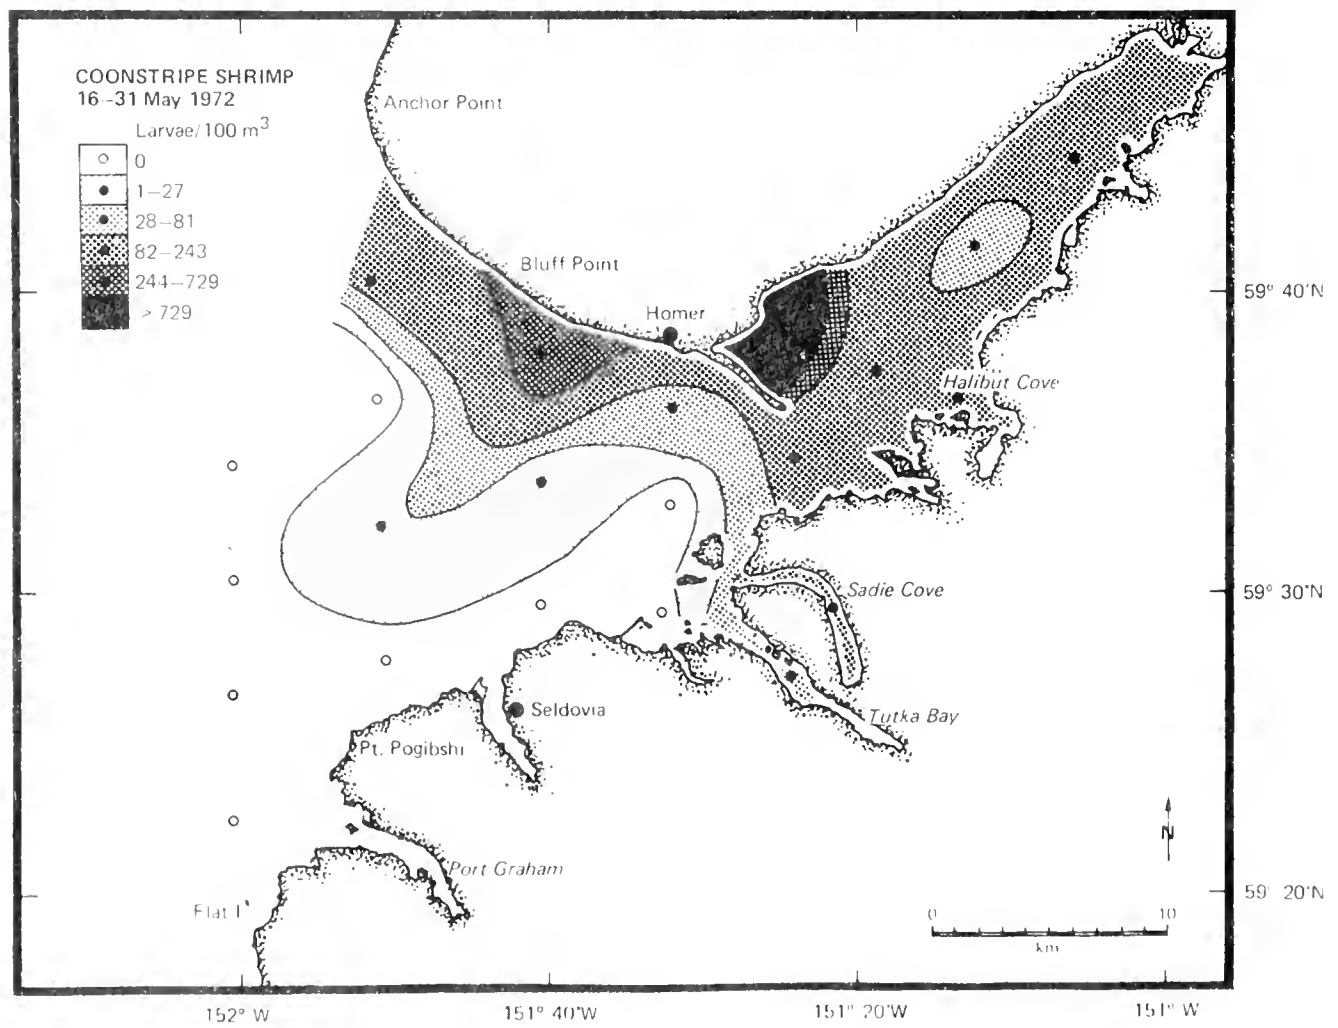 COONSTRIPE SHRIMP
16-31 May 1972
Larvae/100 m³
0
1-27
28-81
82-243
244-729
> 729
Anchor Point
Bluff Point
Homer
59° 40'N
Halibut Cove
Sadie Cove
59° 30'N
Seldovia
Tutka Bay
Pt. Pogibshi
N
Port Graham
Flat I
59° 20'N
0 10
km
152° W
151° 40'W
151° 20'W
151° W